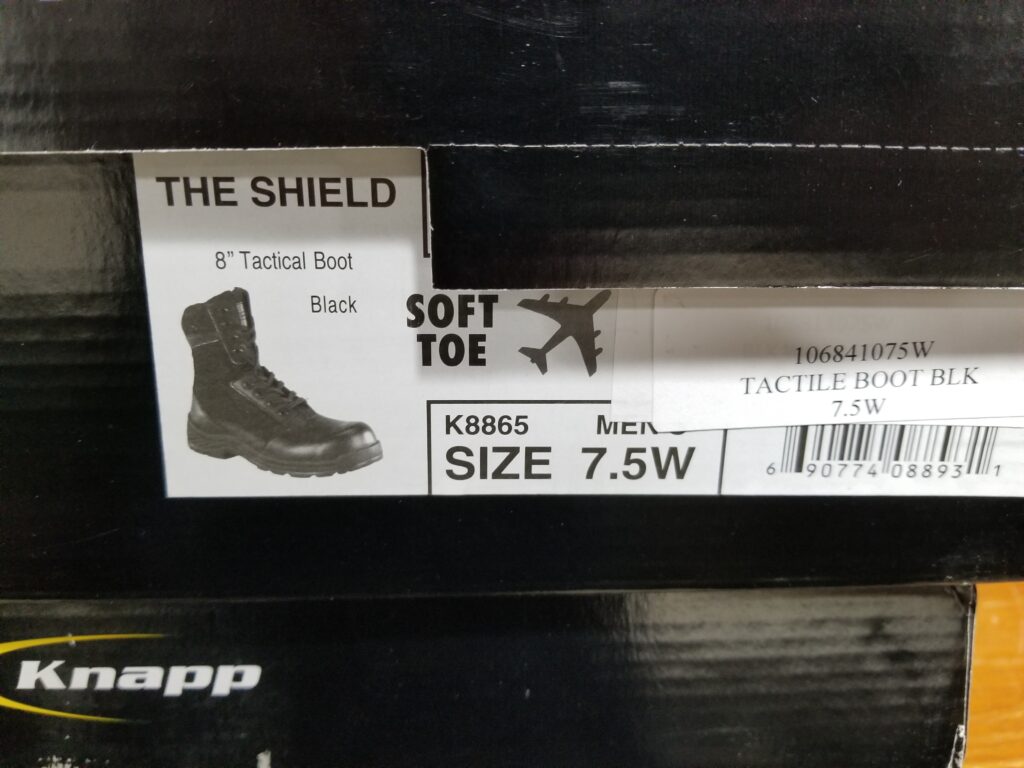 THE SHIELD
8” Tactical Boot
Black
SOFT
TOE
106841075W
TACTILE BOOT BLK
7.5W
K8865 MEN'S
SIZE 7.5W
6 90774 08893 1
Knapp